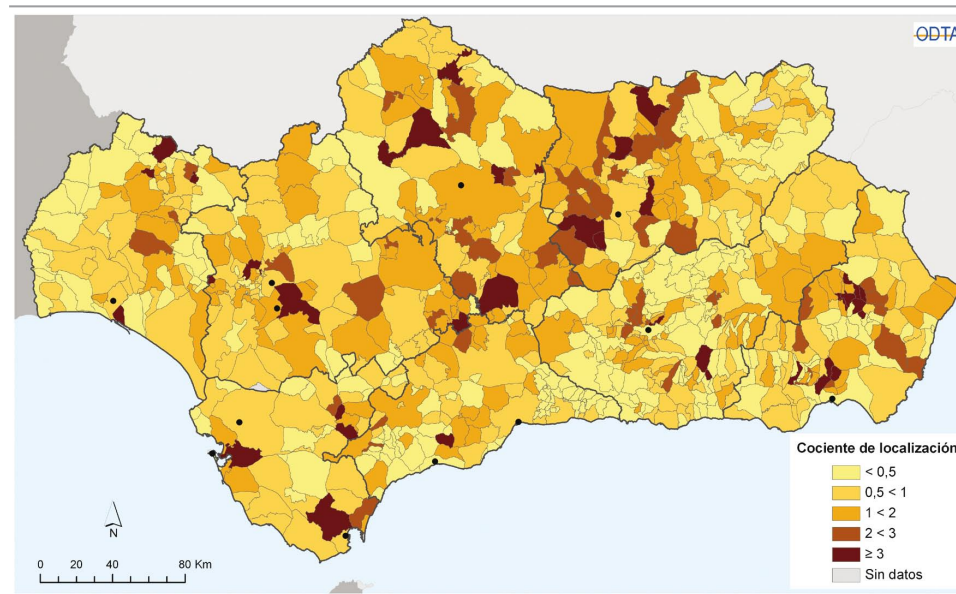 ODTA
Cociente de localización
< 0,5
0,5 < 1
1 < 2
2 < 3
≥ 3
Sin datos
N
0 20 40 80 Km